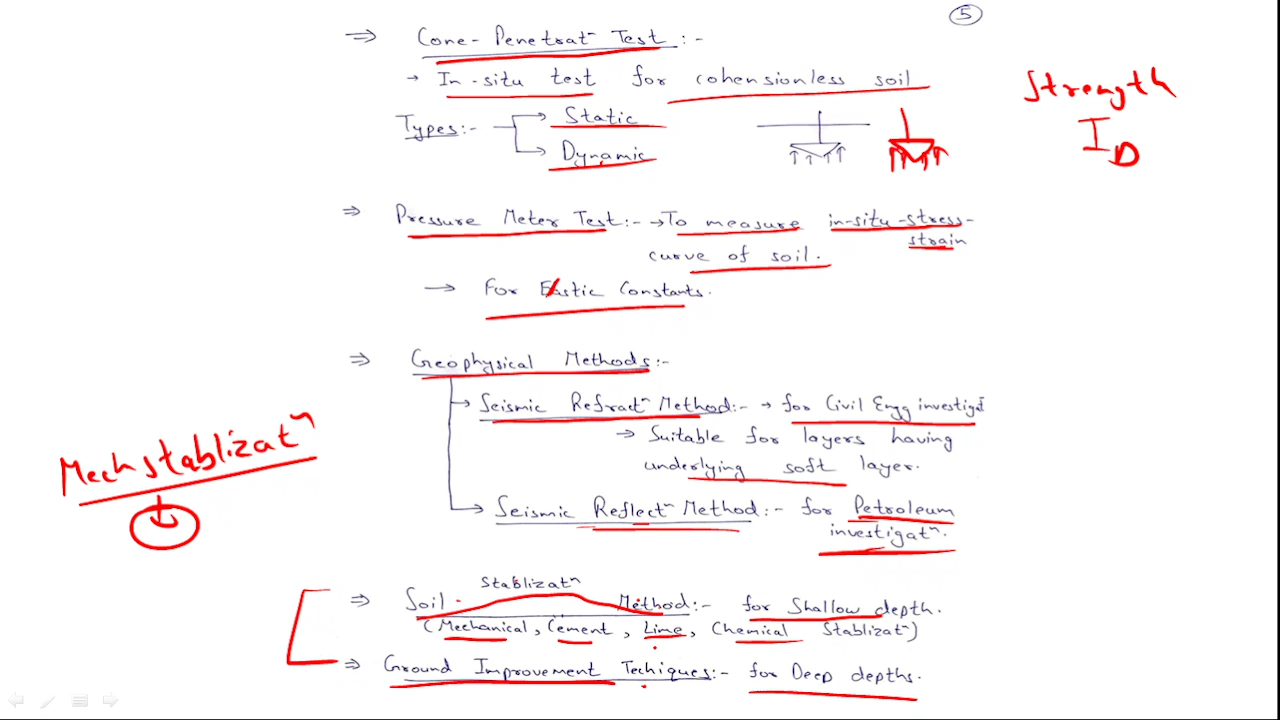 5
⇒ Cone-Penetratⁿ Test :-
→ In-situ test for cohensionless soil
Strength
I_D
Types:- → Static
→ Dynamic
⇒ Pressure Meter Test:- → To measure in-situ-stress-
strain
curve of soil.
→ For Elastic Constants.
⇒ Geophysical Methods:-
→ Seismic Refractⁿ Method:- → for Civil Engg investigatⁿ
⇒ Suitable for layers having
underlying soft layer.
→ Seismic Reflectⁿ Method:- for Petroleum
investigatⁿ.
Mech stablizatⁿ
⇒ Soil Stablizatⁿ Method:- for Shallow depth.
(Mechanical, Cement, Lime, Chemical Stablizatⁿ)
⇒ Ground Improvement Techiques:- for Deep depths.